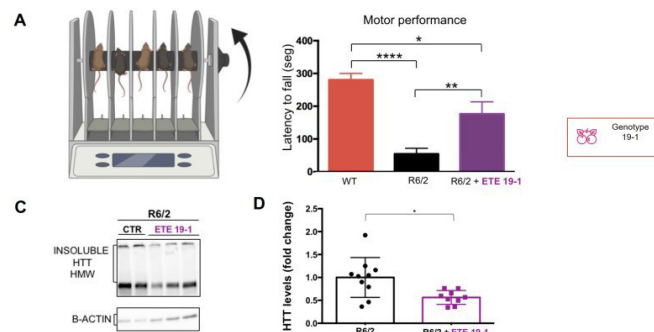 A
Motor performance
Latency to fall (seg)
400
300
200
100
0
*
****
**
WT
R6/2
R6/2 + ETE 19-1
Genotype
19-1
C
R6/2
CTR ETE 19-1
INSOLUBLE
HTT
HMW
B-ACTIN
D
HTT levels (fold change)
2.5
2.0
1.5
1.0
0.5
0.0
*
R6/2
R6/2 + ETE 19-1